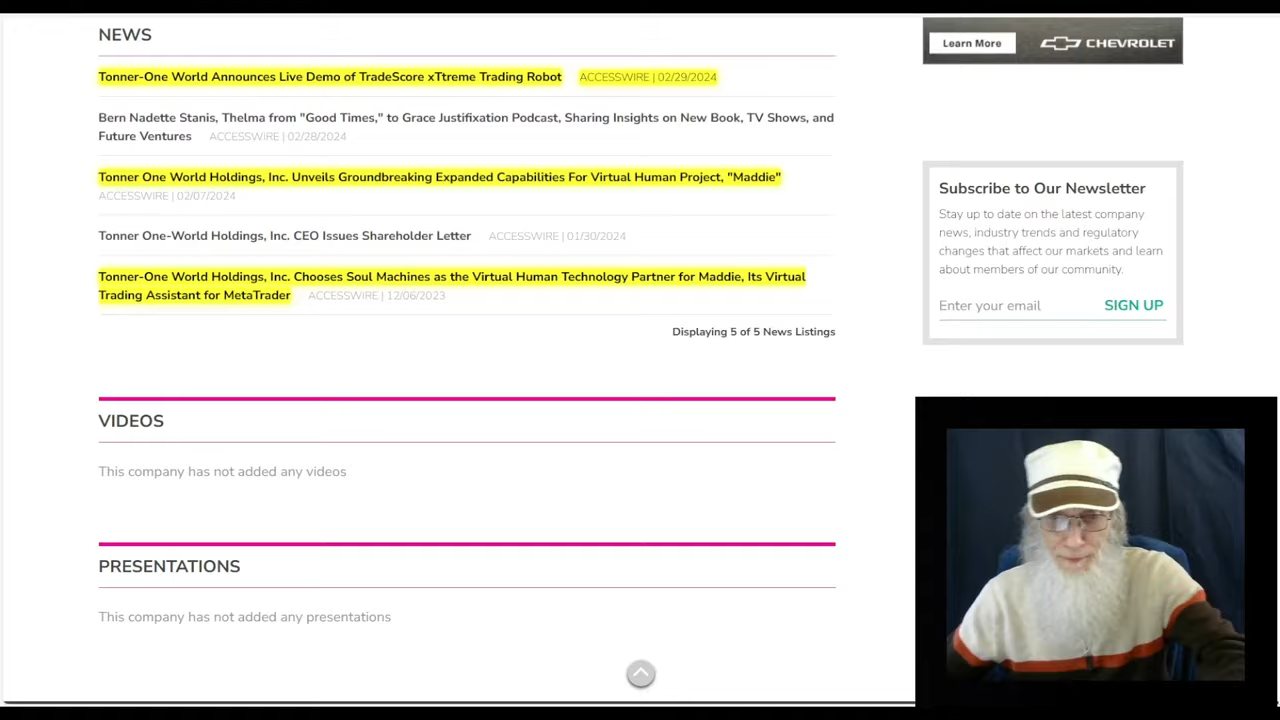 NEWS
Tonner-One World Announces Live Demo of TradeScore xTtreme Trading Robot ACCESSWIRE | 02/29/2024
Bern Nadette Stanis, Thelma from "Good Times," to Grace Justifixation Podcast, Sharing Insights on New Book, TV Shows, and
Future Ventures ACCESSWIRE | 02/28/2024
Tonner One World Holdings, Inc. Unveils Groundbreaking Expanded Capabilities For Virtual Human Project, "Maddie"
ACCESSWIRE | 02/07/2024
Tonner One-World Holdings, Inc. CEO Issues Shareholder Letter ACCESSWIRE | 01/30/2024
Tonner-One World Holdings, Inc. Chooses Soul Machines as the Virtual Human Technology Partner for Maddie, Its Virtual
Trading Assistant for MetaTrader ACCESSWIRE | 12/06/2023
Displaying 5 of 5 News Listings
VIDEOS
This company has not added any videos
PRESENTATIONS
This company has not added any presentations
Learn More CHEVROLET
Subscribe to Our Newsletter
Stay up to date on the latest company
news, industry trends and regulatory
changes that affect our markets and learn
about members of our community.
Enter your email SIGN UP